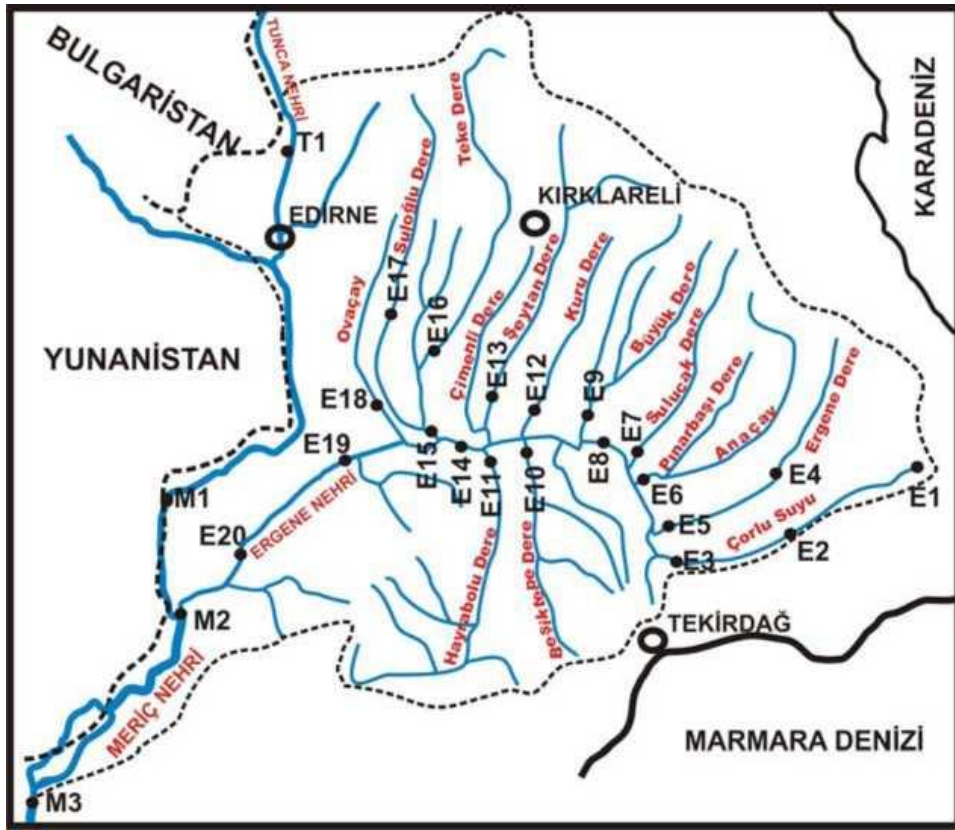 BULGARİSTAN
TUNCA NEHRİ
T1
EDİRNE
YUNANİSTAN
KARADENİZ
Teke Dere
KIRKLARELİ
Suloğlu Dere
Ovaçay
E17
E16
Çimenli Dere
Şeytan Dere
Kuru Dere
Büyük Dere
Sulucak Dere
Pınarbaşı Dere
Anaçay
Ergene Dere
E18
E13
E12
E9
E7
E19
E15
E14
E11
E10
E8
E6
E4
E1
M1
E20
ERGENE NEHRİ
E5
Çorlu Suyu
E2
E3
Hayrabolu Dere
Beşiktepe Dere
M2
TEKİRDAĞ
MERİÇ NEHRİ
MARMARA DENİZİ
M3